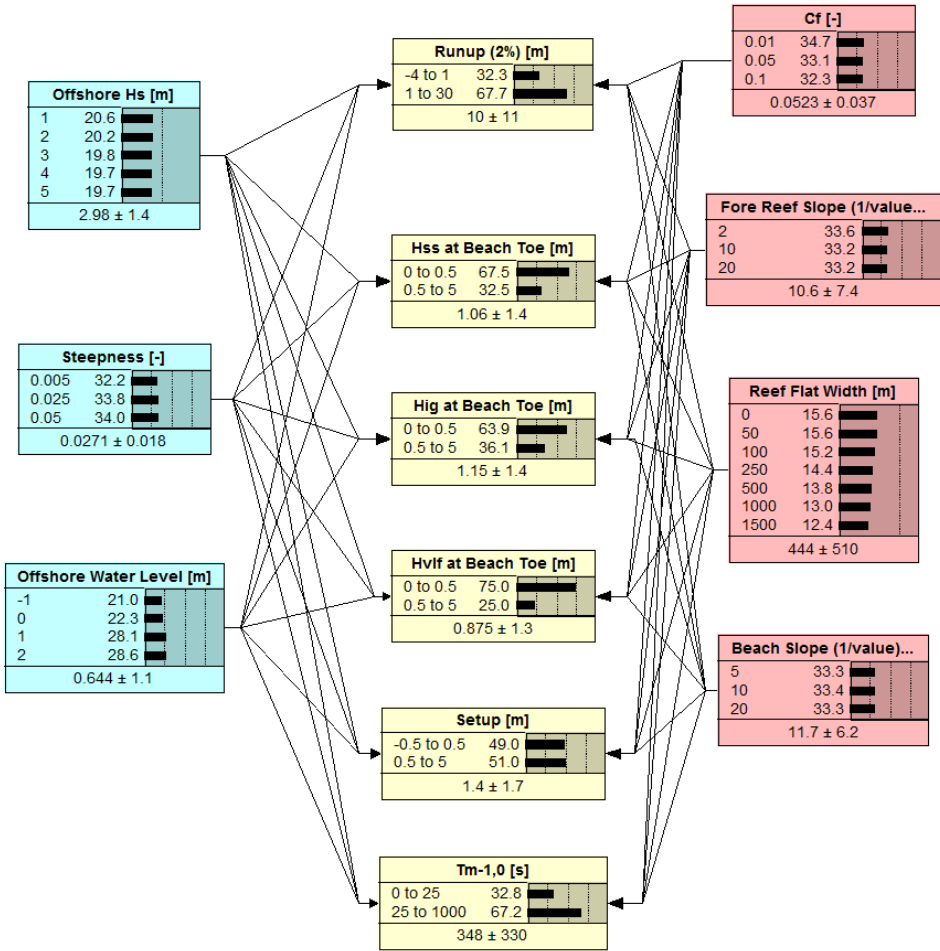 Offshore Hs [m]
1 20.6
2 20.2
3 19.8
4 19.7
5 19.7
2.98 ± 1.4
Steepness [-]
0.005 32.2
0.025 33.8
0.05 34.0
0.0271 ± 0.018
Offshore Water Level [m]
-1 21.0
0 22.3
1 28.1
2 28.6
0.644 ± 1.1
Runup (2%) [m]
-4 to 1 32.3
1 to 30 67.7
10 ± 11
Hss at Beach Toe [m]
0 to 0.5 67.5
0.5 to 5 32.5
1.06 ± 1.4
Hig at Beach Toe [m]
0 to 0.5 63.9
0.5 to 5 36.1
1.15 ± 1.4
Hvlf at Beach Toe [m]
0 to 0.5 75.0
0.5 to 5 25.0
0.875 ± 1.3
Setup [m]
-0.5 to 0.5 49.0
0.5 to 5 51.0
1.4 ± 1.7
Tm-1,0 [s]
0 to 25 32.8
25 to 1000 67.2
348 ± 330
Cf [-]
0.01 34.7
0.05 33.1
0.1 32.3
0.0523 ± 0.037
Fore Reef Slope (1/value...
2 33.6
10 33.2
20 33.2
10.6 ± 7.4
Reef Flat Width [m]
0 15.6
50 15.6
100 15.2
250 14.4
500 13.8
1000 13.0
1500 12.4
444 ± 510
Beach Slope (1/value)...
5 33.3
10 33.4
20 33.3
11.7 ± 6.2